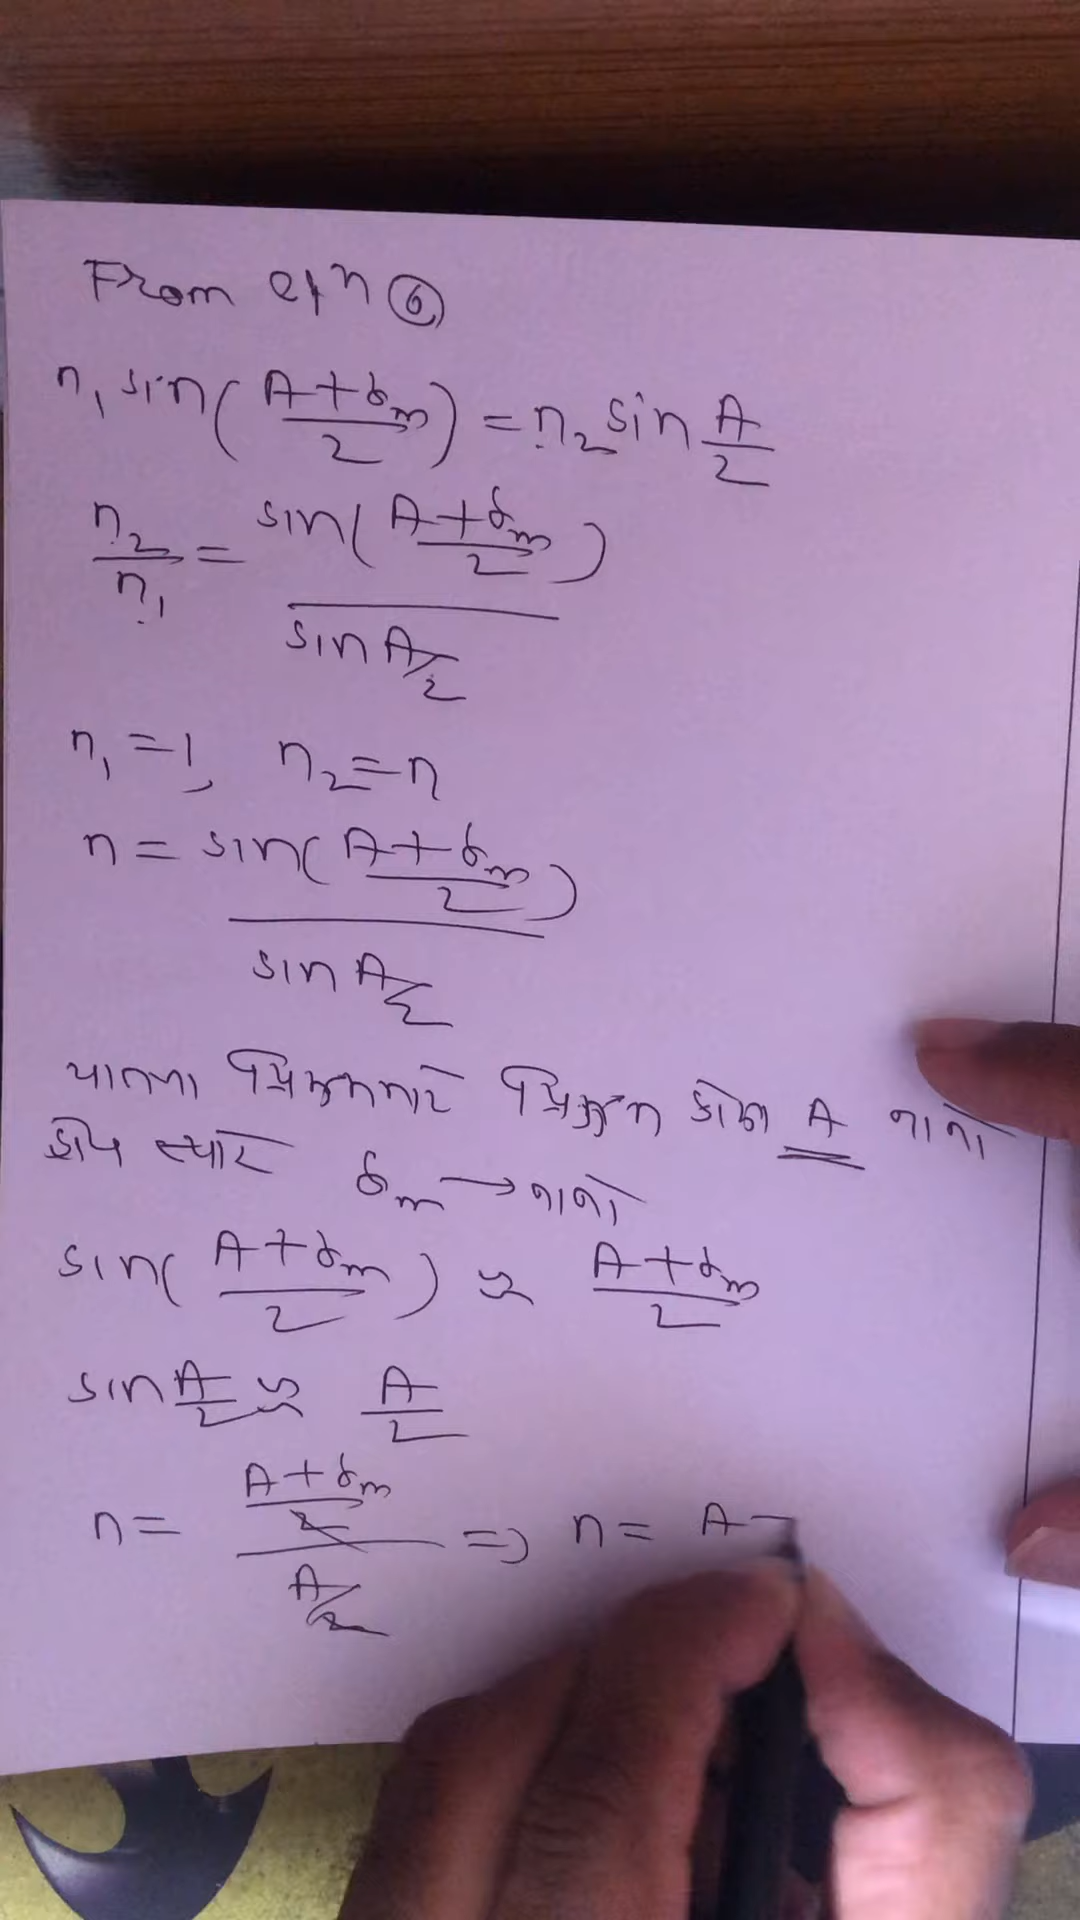 From eqn ⑥
n₁ sin(A+δm/2) = n₂ sin A/2
n₂/n₁ = sin(A+δm/2) / sin A/2
n₁ = 1, n₂ = n
n = sin(A+δm/2) / sin A/2
પાતળા પ્રિઝમ માટે પ્રિઝમ કોણ A નાનો
હોય ત્યારે δm → નાનો
sin(A+δm/2) ≈ A+δm/2
sin A/2 ≈ A/2
n = A+δm/2 / A/2 ⇒ n = A